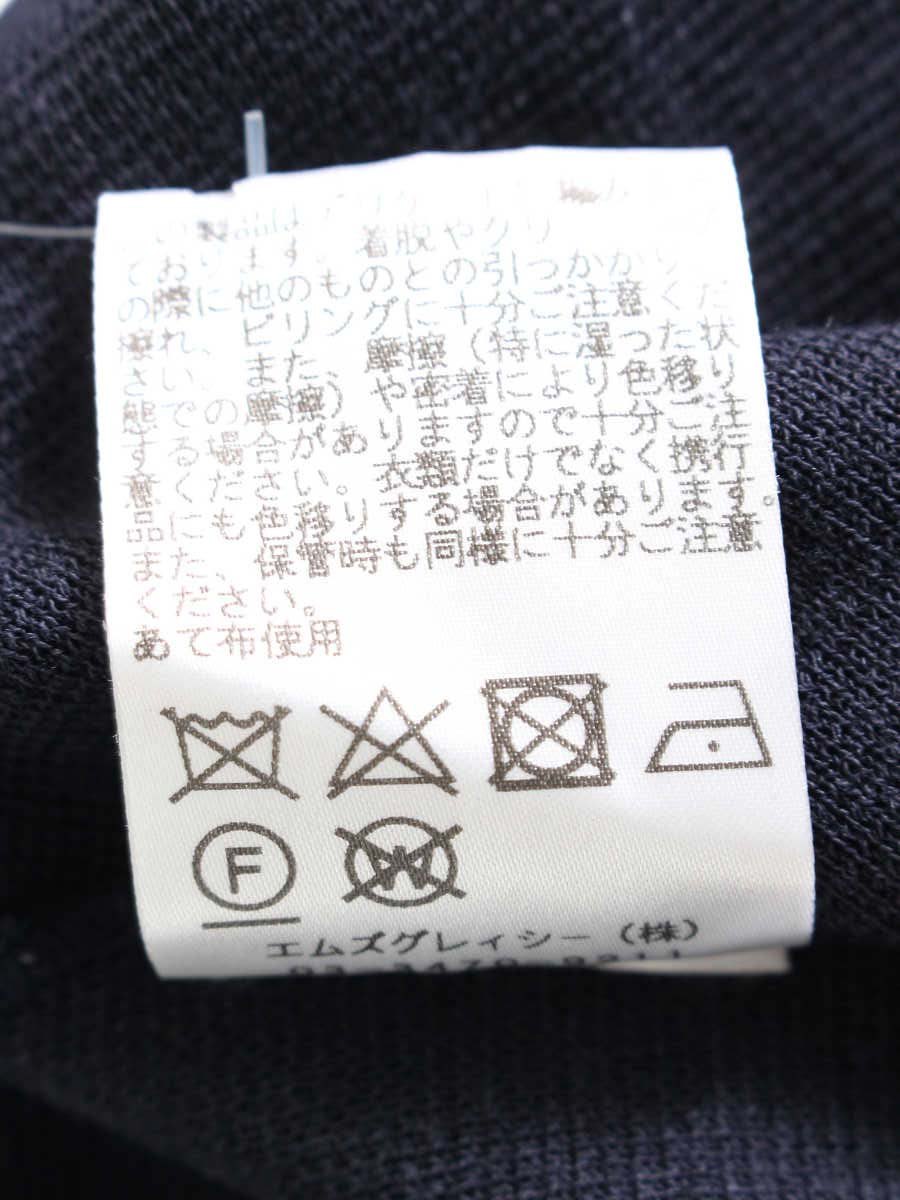 製品は
ております。着脱やクリ
の際に他のものとの引っかかり
擦れ、ピリングに十分ご注意くだ
さい。また、摩擦(特に湿った状
態での摩擦)や密着により色移り
する場合がありますので十分ご注
意ください。衣類だけでなく携行
品にも色移りする場合があります。
また、保管時も同様に十分ご注意
ください。
あて布使用
F
W
エムズグレィシー(株)